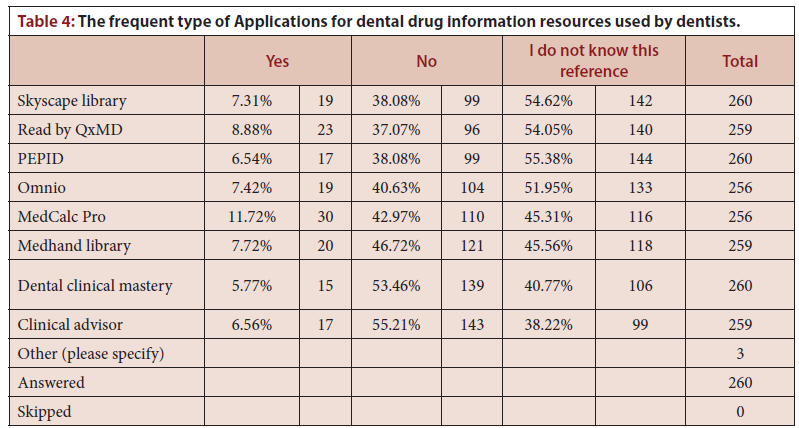 Table 4: The frequent type of Applications for dental drug information resources used by dentists.
Yes No I do not know this reference Total
Skyscape library 7.31% 19 38.08% 99 54.62% 142 260
Read by QxMD 8.88% 23 37.07% 96 54.05% 140 259
PEPID 6.54% 17 38.08% 99 55.38% 144 260
Omnio 7.42% 19 40.63% 104 51.95% 133 256
MedCalc Pro 11.72% 30 42.97% 110 45.31% 116 256
Medhand library 7.72% 20 46.72% 121 45.56% 118 259
Dental clinical mastery 5.77% 15 53.46% 139 40.77% 106 260
Clinical advisor 6.56% 17 55.21% 143 38.22% 99 259
Other (please specify) 3
Answered 260
Skipped 0